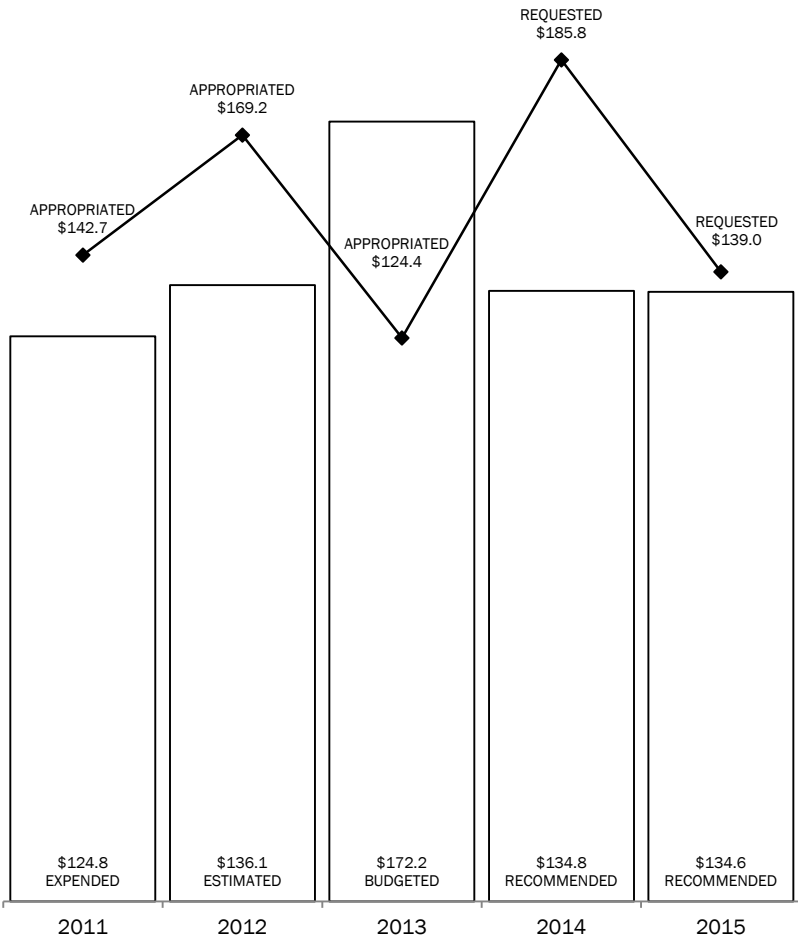 REQUESTED
$185.8
APPROPRIATED
$169.2
APPROPRIATED
$142.7
REQUESTED
$139.0
APPROPRIATED
$124.4
$124.8
EXPENDED
$136.1
ESTIMATED
$172.2
BUDGETED
$134.8
RECOMMENDED
$134.6
RECOMMENDED
2011
2012
2013
2014
2015